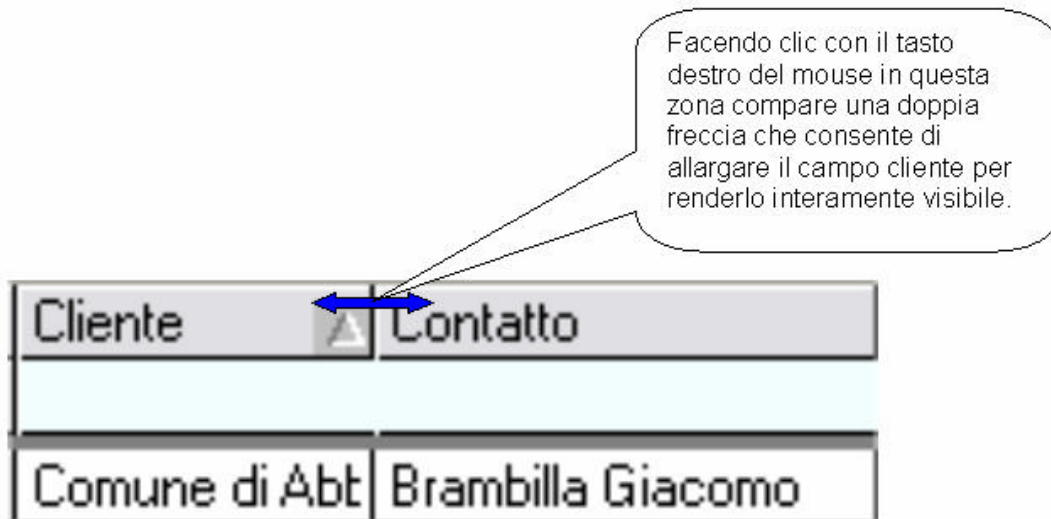 Facendo clic con il tasto
destro del mouse in questa
zona compare una doppia
freccia che consente di
allargare il campo cliente per
renderlo interamente visibile.
Cliente Contatto
Comune di Abb Brambilla Giacomo